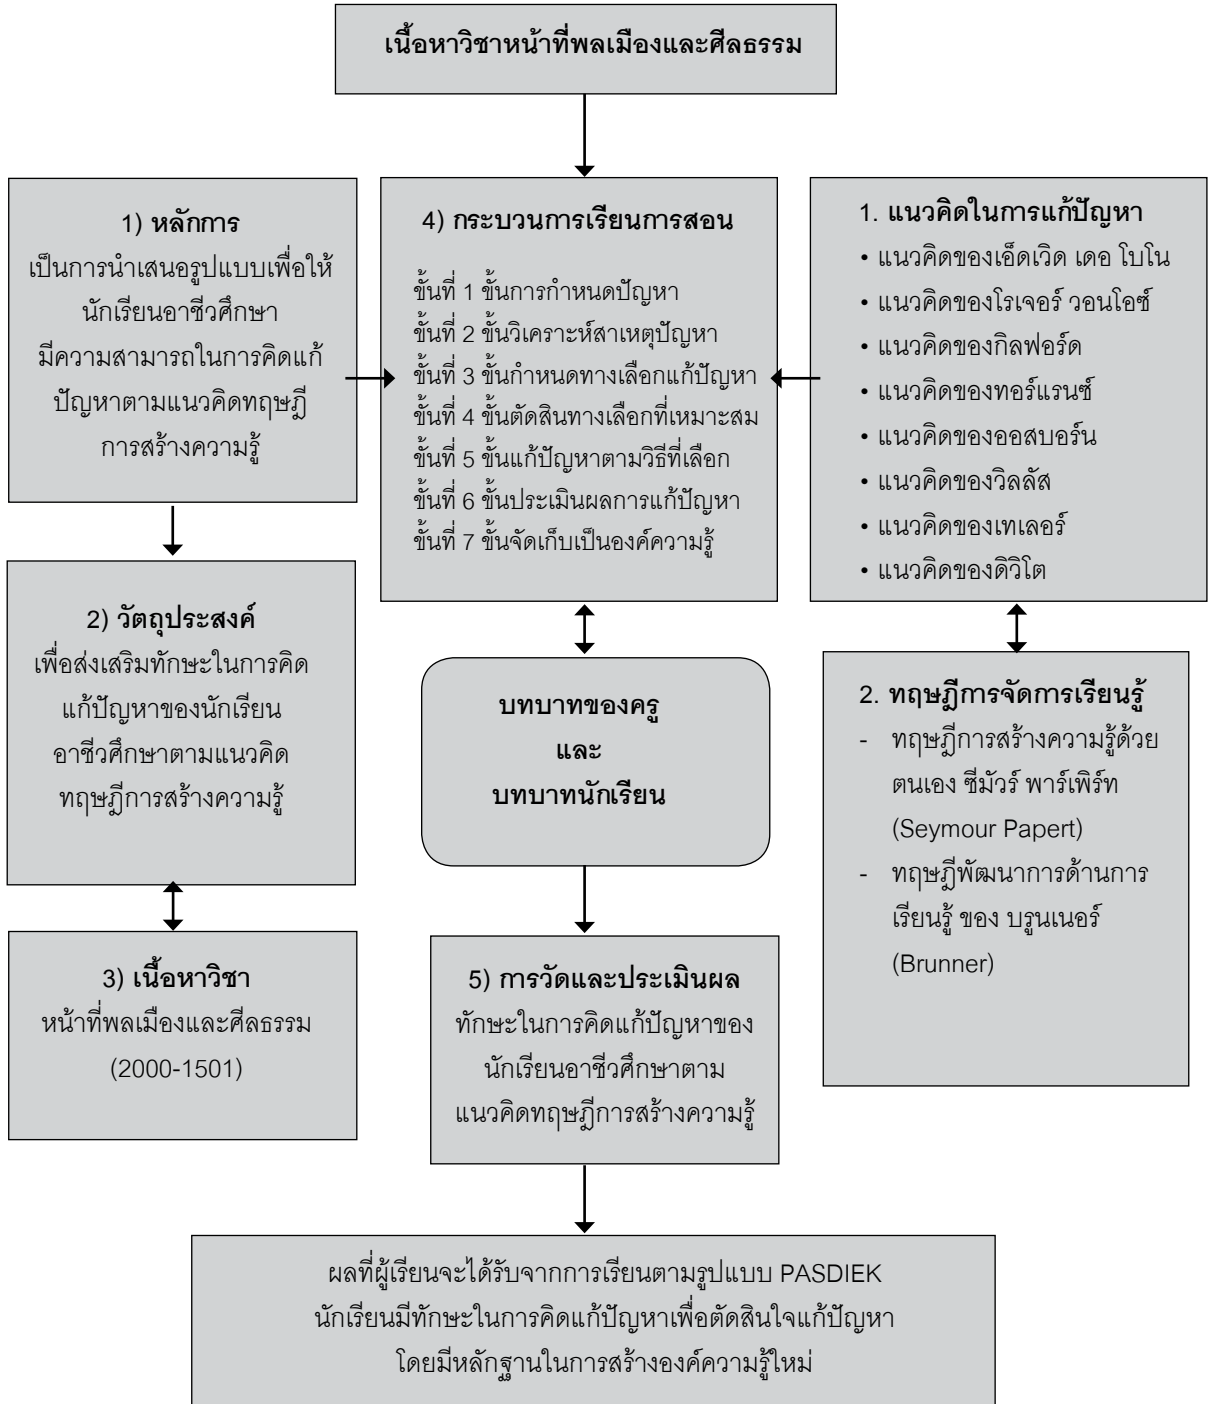 เนื้อหาวิชาหน้าที่พลเมืองและศีลธรรม
1) หลักการ
เป็นการนำเสนอรูปแบบเพื่อให้
นักเรียนอาชีวศึกษา
มีความสามารถในการคิดแก้
ปัญหาตามแนวคิดทฤษฎี
การสร้างความรู้
2) วัตถุประสงค์
เพื่อส่งเสริมทักษะในการคิด
แก้ปัญหาของนักเรียน
อาชีวศึกษาตามแนวคิด
ทฤษฎีการสร้างความรู้
3) เนื้อหาวิชา
หน้าที่พลเมืองและศีลธรรม
(2000-1501)
4) กระบวนการเรียนการสอน
ขั้นที่ 1 ขั้นการกำหนดปัญหา
ขั้นที่ 2 ขั้นวิเคราะห์สาเหตุปัญหา
ขั้นที่ 3 ขั้นกำหนดทางเลือกแก้ปัญหา
ขั้นที่ 4 ขั้นตัดสินทางเลือกที่เหมาะสม
ขั้นที่ 5 ขั้นแก้ปัญหาตามวิธีที่เลือก
ขั้นที่ 6 ขั้นประเมินผลการแก้ปัญหา
ขั้นที่ 7 ขั้นจัดเก็บเป็นองค์ความรู้
บทบาทของครู
และ
บทบาทนักเรียน
5) การวัดและประเมินผล
ทักษะในการคิดแก้ปัญหาของ
นักเรียนอาชีวศึกษาตาม
แนวคิดทฤษฎีการสร้างความรู้
1. แนวคิดในการแก้ปัญหา
• แนวคิดของเอ็ดเวิด เดอ โบโน
• แนวคิดของโรเจอร์ วอนโอซ์
• แนวคิดของกิลฟอร์ด
• แนวคิดของทอร์แรนซ์
• แนวคิดของออสบอร์น
• แนวคิดของวิลลัส
• แนวคิดของเทเลอร์
• แนวคิดของดิวิโต
2. ทฤษฎีการจัดการเรียนรู้
- ทฤษฎีการสร้างความรู้ด้วย
ตนเอง ซีมัวร์ พาร์เพิร์ท
(Seymour Papert)
- ทฤษฎีพัฒนาการด้านการ
เรียนรู้ ของ บรูนเนอร์
(Brunner)
ผลที่ผู้เรียนจะได้รับจากการเรียนตามรูปแบบ PASDIEK
นักเรียนมีทักษะในการคิดแก้ปัญหาเพื่อตัดสินใจแก้ปัญหา
โดยมีหลักฐานในการสร้างองค์ความรู้ใหม่